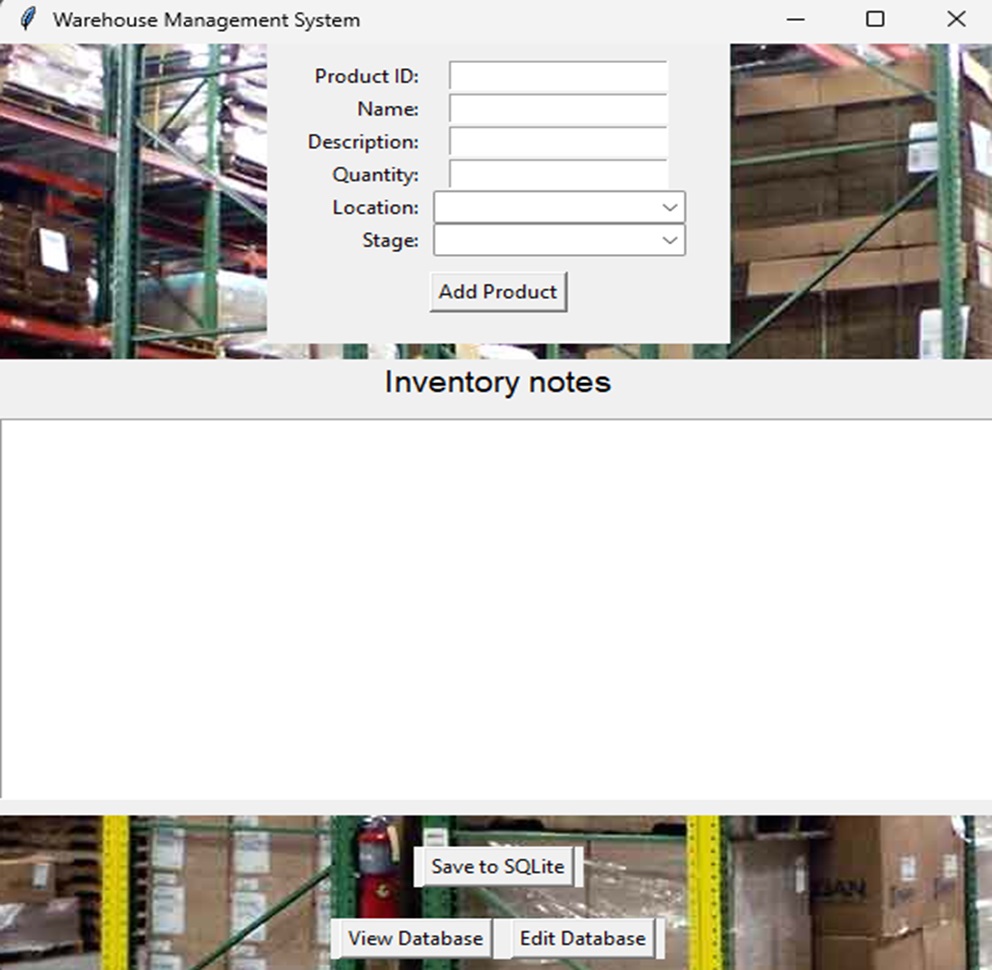 Warehouse Management System
Product ID:
Name:
Description:
Quantity:
Location:
Stage:
Add Product
Inventory notes
Save to SQLite
View Database Edit Database